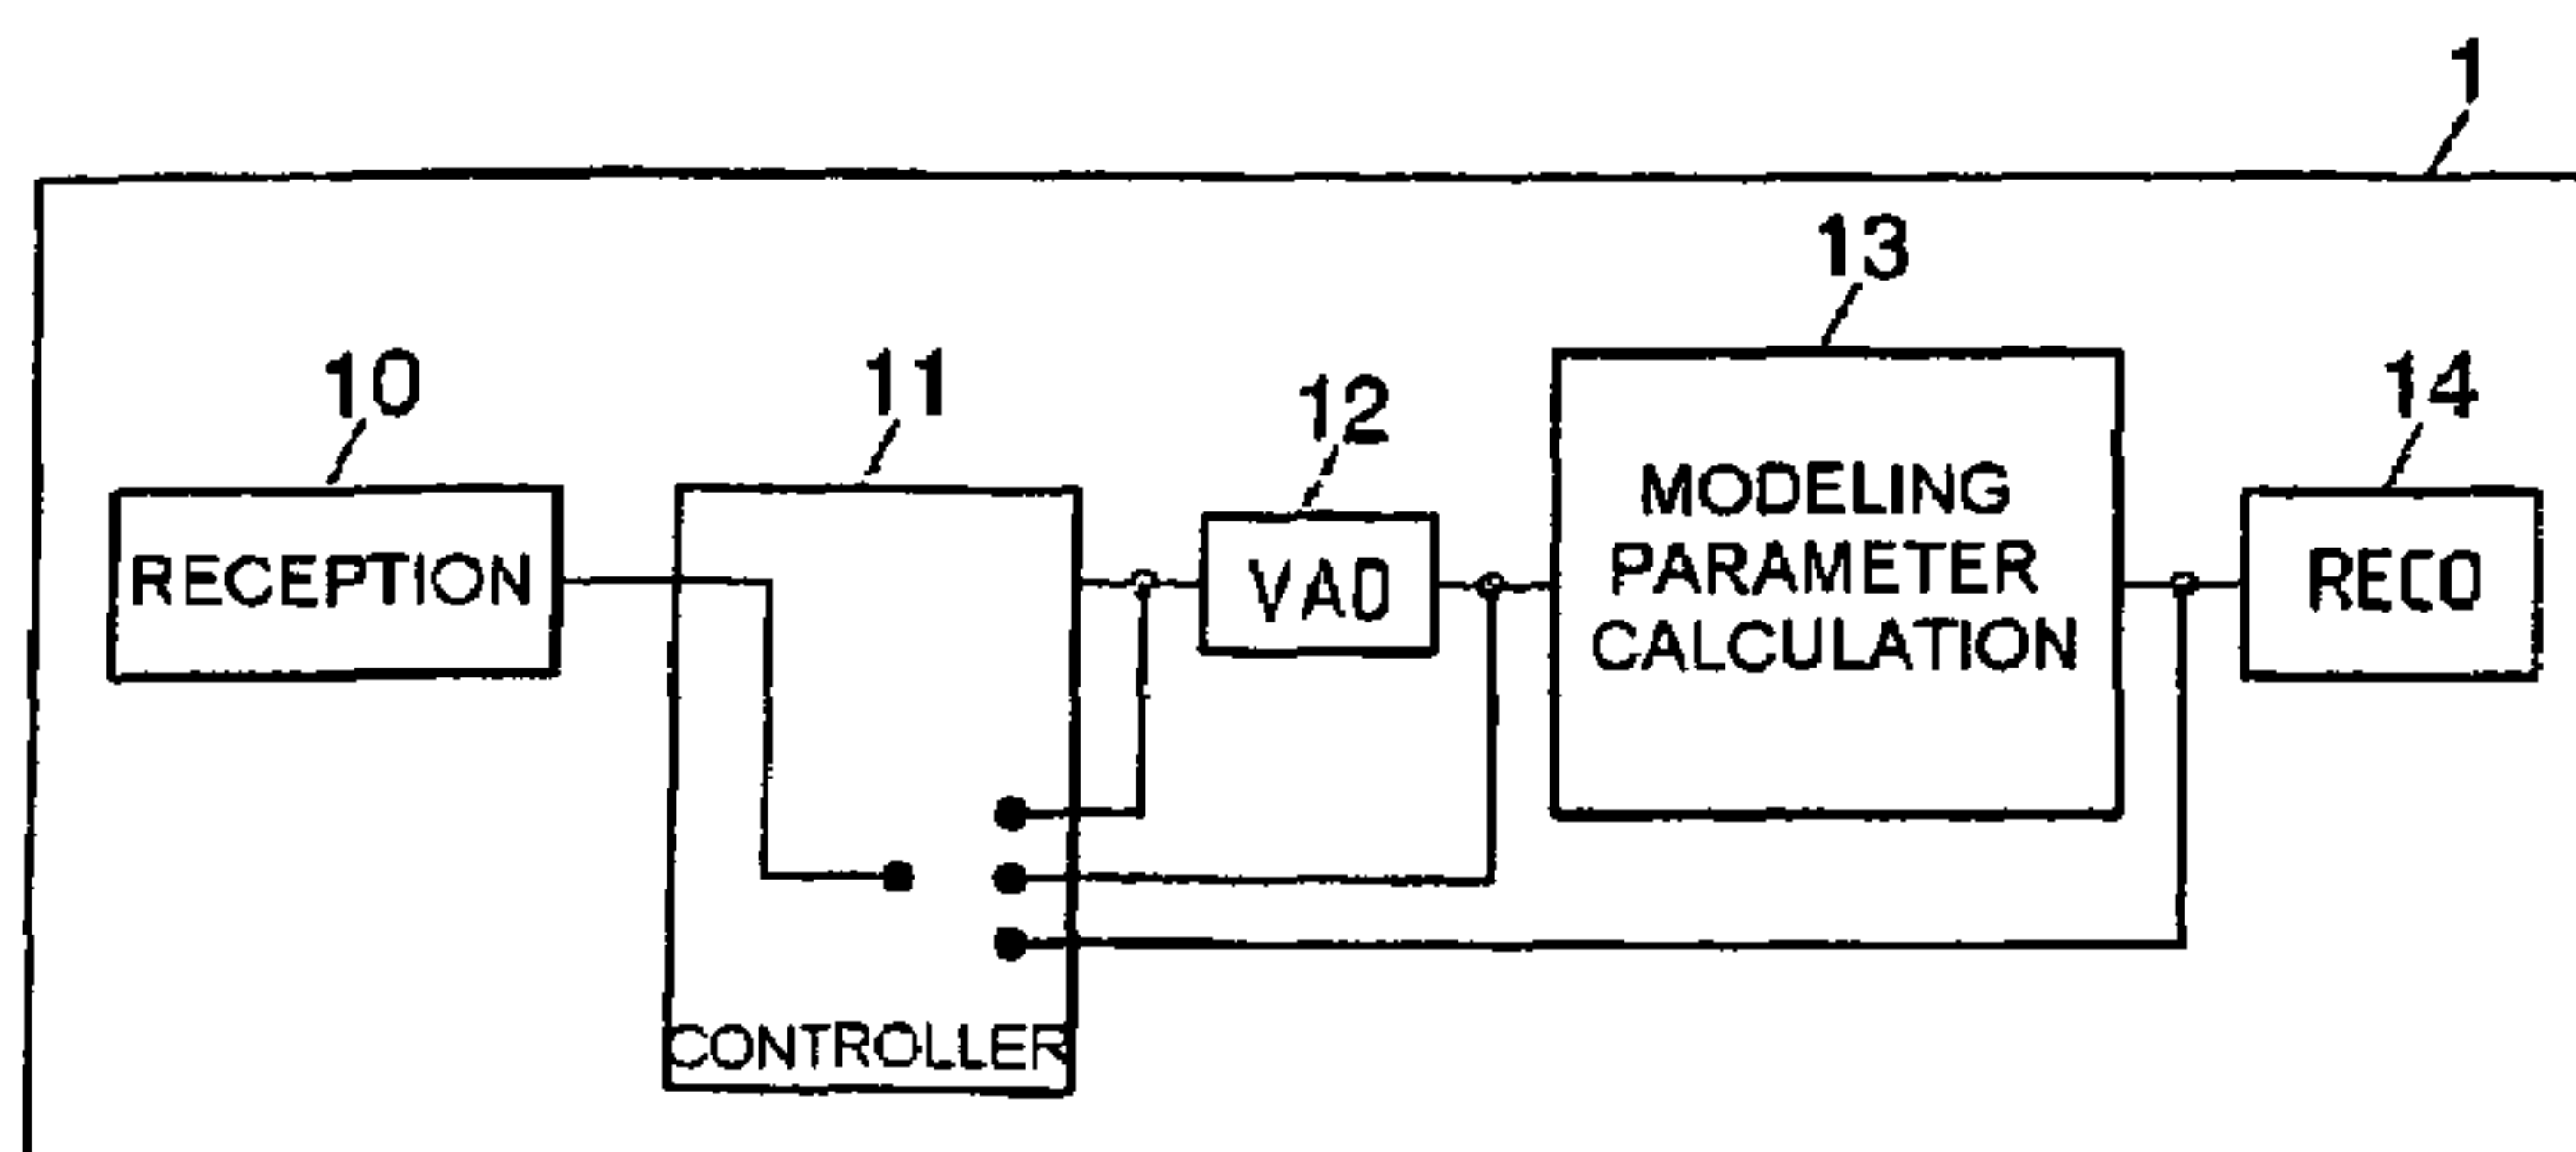 1
13
10
11
12
14
RECEPTION
VAD
MODELING
PARAMETER
CALCULATION
RECO
CONTROLLER